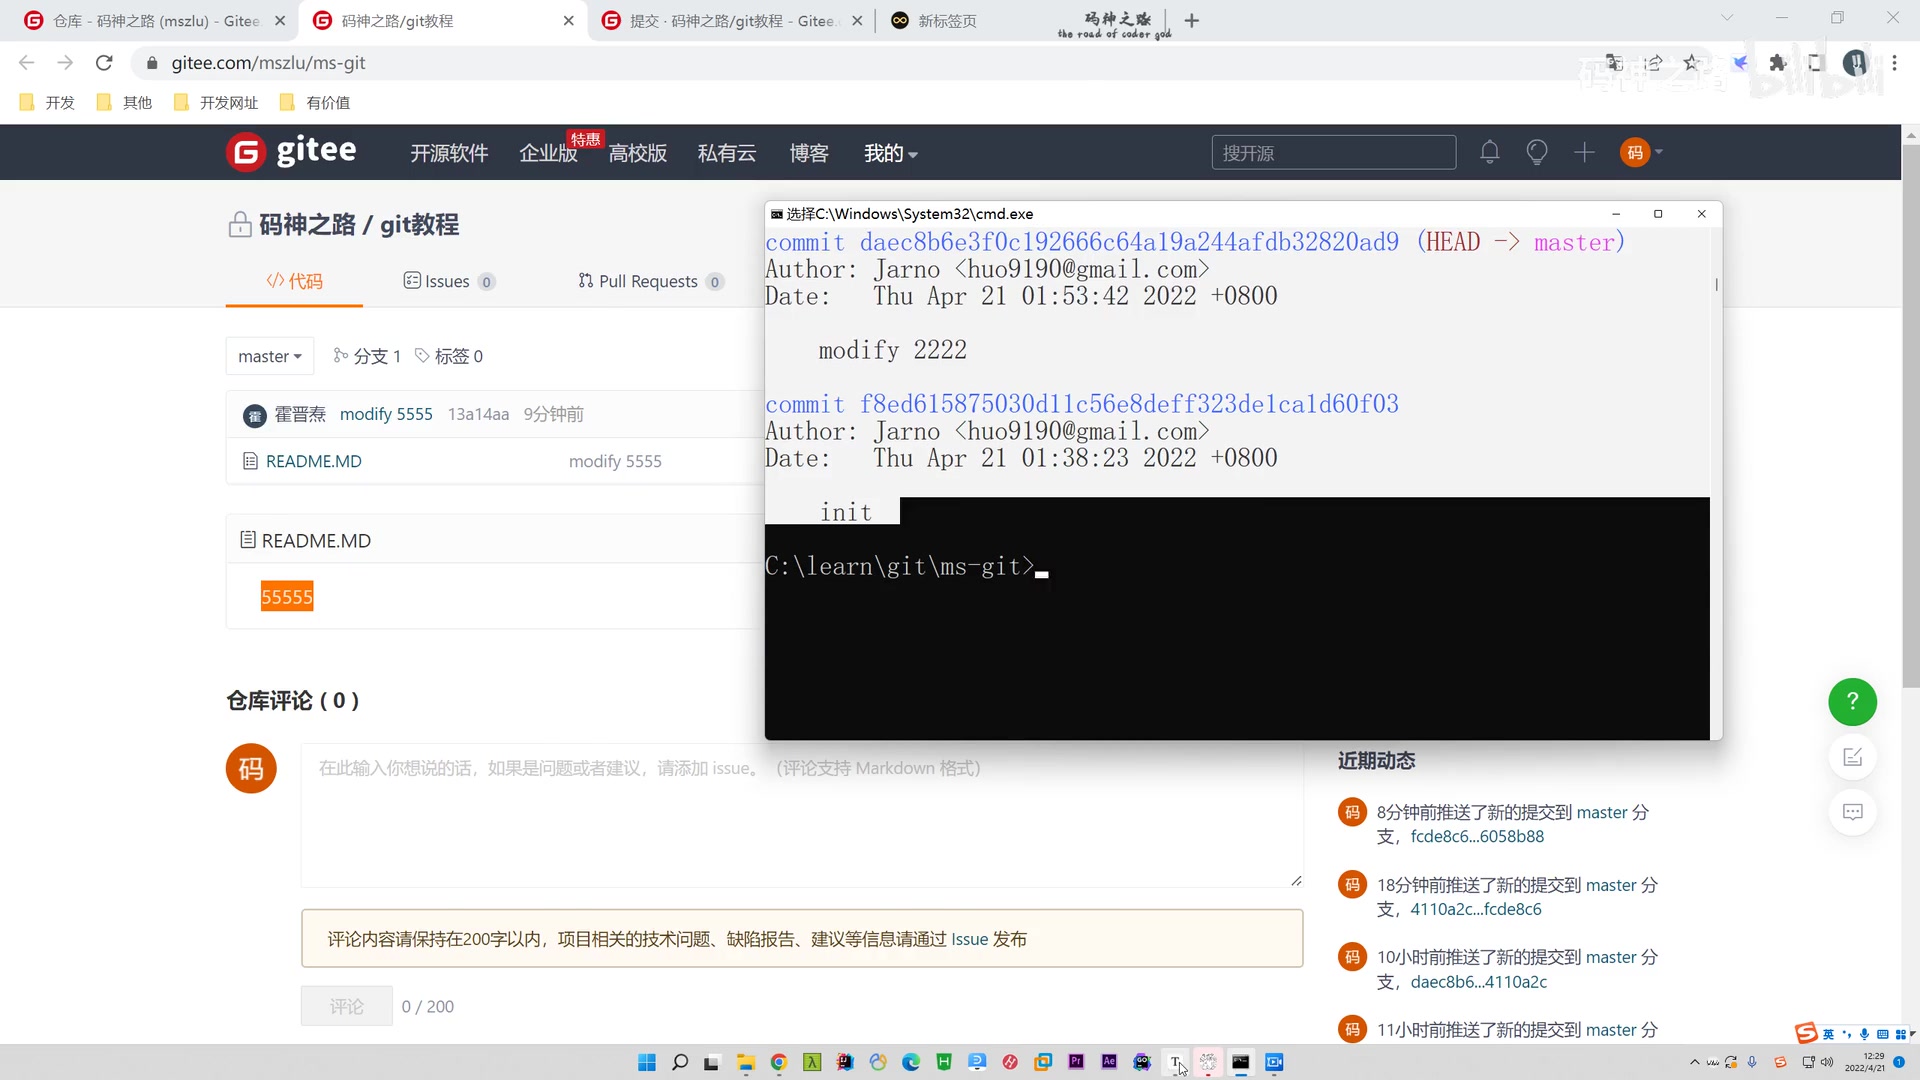 仓库 - 码神之路 (mszlu) - Gitee.
码神之路/git教程
提交 · 码神之路/git教程 - Gitee.
新标签页
码神之路
the road of coder god
gitee.com/mszlu/ms-git
码神之路
bilibili
开发
其他
开发网址
有价值
gitee
开源软件
企业版
特惠
高校版
私有云
博客
我的
搜开源
码
码神之路 / git教程
代码
Issues 0
Pull Requests 0
master
分支 1
标签 0
霍
modify 5555
13a14aa
9分钟前
README.MD
modify 5555
README.MD
55555
选择C:\Windows\System32\cmd.exe
commit daec8b6e3f0c192666c64a19a244afdb32820ad9 (HEAD -> master)
Author: Jarno <huo9190@gmail.com>
Date:   Thu Apr 21 01:53:42 2022 +0800
modify 2222
commit f8ed615875030d11c56e8deff323de1ca1d60f03
Author: Jarno <huo9190@gmail.com>
Date:   Thu Apr 21 01:38:23 2022 +0800
init
C:\learn\git\ms-git>
仓库评论 ( 0 )
码
在此输入你想说的话，如果是问题或者建议，请添加 issue。（评论支持 Markdown 格式）
评论内容请保持在200字以内，项目相关的技术问题、缺陷报告、建议等信息请通过 Issue 发布
评论
0 / 200
近期动态
码
8分钟前推送了新的提交到 master 分
支，fcde8c6...6058b88
码
18分钟前推送了新的提交到 master 分
支，4110a2c...fcde8c6
码
10小时前推送了新的提交到 master 分
支，daec8b6...4110a2c
码
11小时前推送了新的提交到 master 分
?
英
12:29
2022/4/21
1